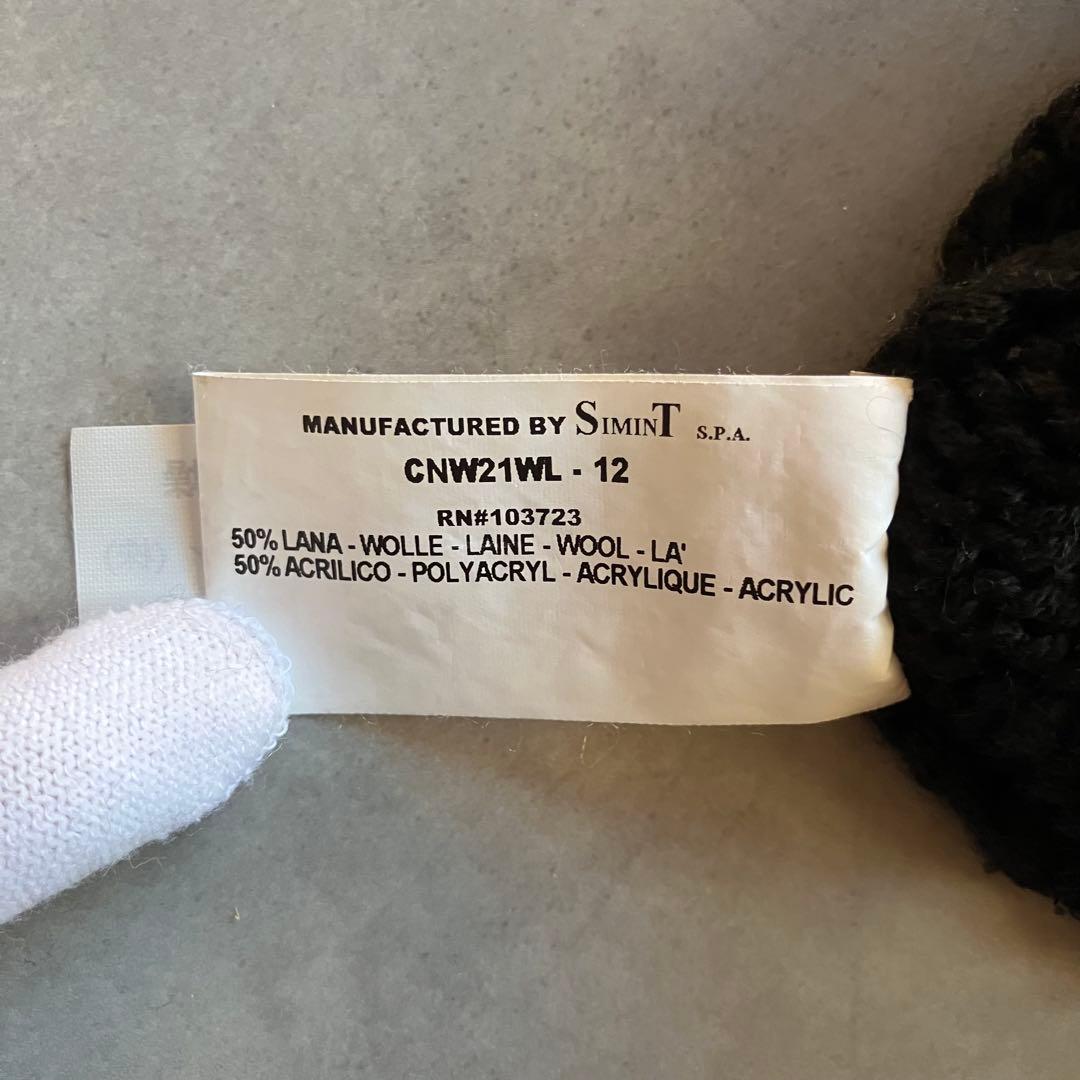 MANUFACTURED BY SIMINT S.P.A.
CNW21WL - 12
RN#103723
50% LANA - WOLLE - LAINE - WOOL - LA'
50% ACRILICO - POLYACRYL - ACRYLIQUE - ACRYLIC